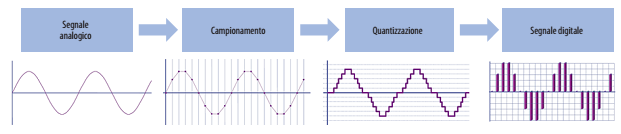 Segnale
analogico
Campionamento
Quantizzazione
Segnale digitale